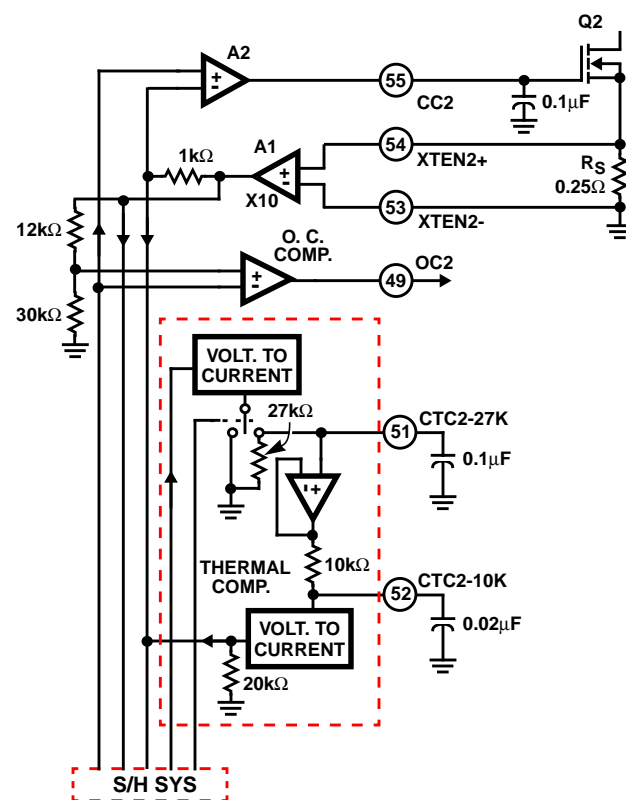 Q2
A2
+
-
55
CC2
0.1µF
1kΩ
A1
+
-
X10
54
XTEN2+
RS
0.25Ω
53
XTEN2-
12kΩ
O. C.
COMP.
+
-
49
OC2
30kΩ
VOLT. TO
CURRENT
27kΩ
51
CTC2-27K
0.1µF
- +
10kΩ
THERMAL
COMP.
52
CTC2-10K
0.02µF
VOLT. TO
CURRENT
20kΩ
S/H SYS